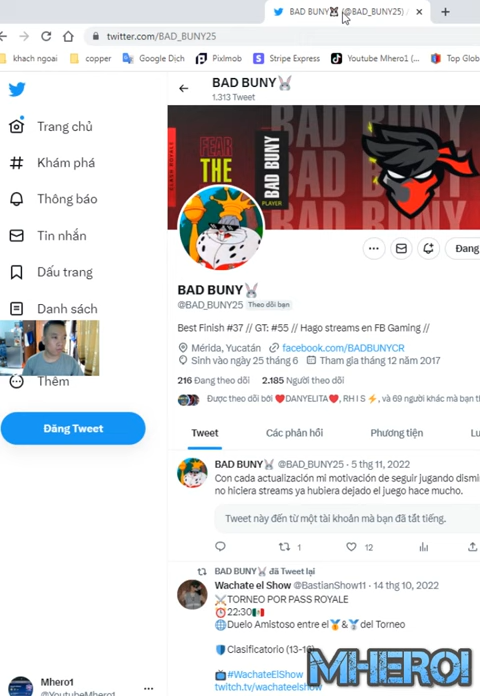 BAD BUNY🐰 (@BAD_BUNY25) /
twitter.com/BAD_BUNY25
khach ngoai
copper
Google Dịch
PixImob
Stripe Express
Youtube Mhero1 (...
Top Glob
BAD BUNY🐰
1.313 Tweet
BAD BUNY
FEAR
THE
BAD BUNY
PLAYER
CLASH ROYALE
Trang chủ
Khám phá
Thông báo
Tin nhắn
Dấu trang
Danh sách
Thêm
Đăng Tweet
Đang
BAD BUNY🐰
@BAD_BUNY25 Theo dõi bạn
Best Finish #37 // GT: #55 // Hago streams en FB Gaming //
Mérida, Yucatán facebook.com/BADBUNYCR
Sinh vào ngày 25 tháng 6 Tham gia tháng 12 năm 2017
216 Đang theo dõi 2.185 Người theo dõi
Được theo dõi bởi ❤️DANYELITA❤️, RH I S ⚡, và 69 người khác mà bạn th
Tweet
Các phản hồi
Phương tiện
Lư
BAD BUNY🐰 @BAD_BUNY25 · 5 thg 11, 2022
Con cada actualización mi motivación de seguir jugando dismi
no hiciera streams ya hubiera dejado el juego hace mucho.
Tweet này đến từ một tài khoản mà bạn đã tắt tiếng.
1
12
BAD BUNY🐰 đã Tweet lại
Wachate el Show @BastianShow11 · 14 thg 10, 2022
⚔️TORNEO POR PASS ROYALE
⏰22:30🇲🇽
🌐Duelo Amistoso entre el🥇&🥈del Torneo
🛡️Clasificatorio (13-16
📺#WachateElShow
twitch.tv/wachateelshow
Mhero1
@YoutubeMhero1
MHERO!